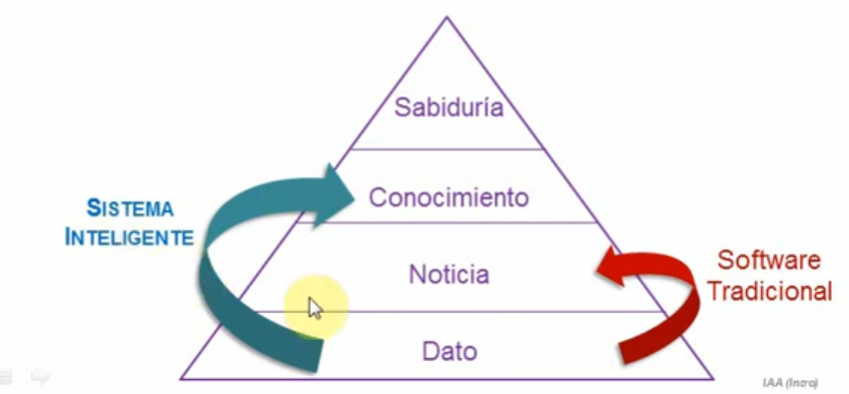 Sabiduría
Conocimiento
SISTEMA
INTELIGENTE
Noticia
Software
Tradicional
Dato
IAA (Intro)